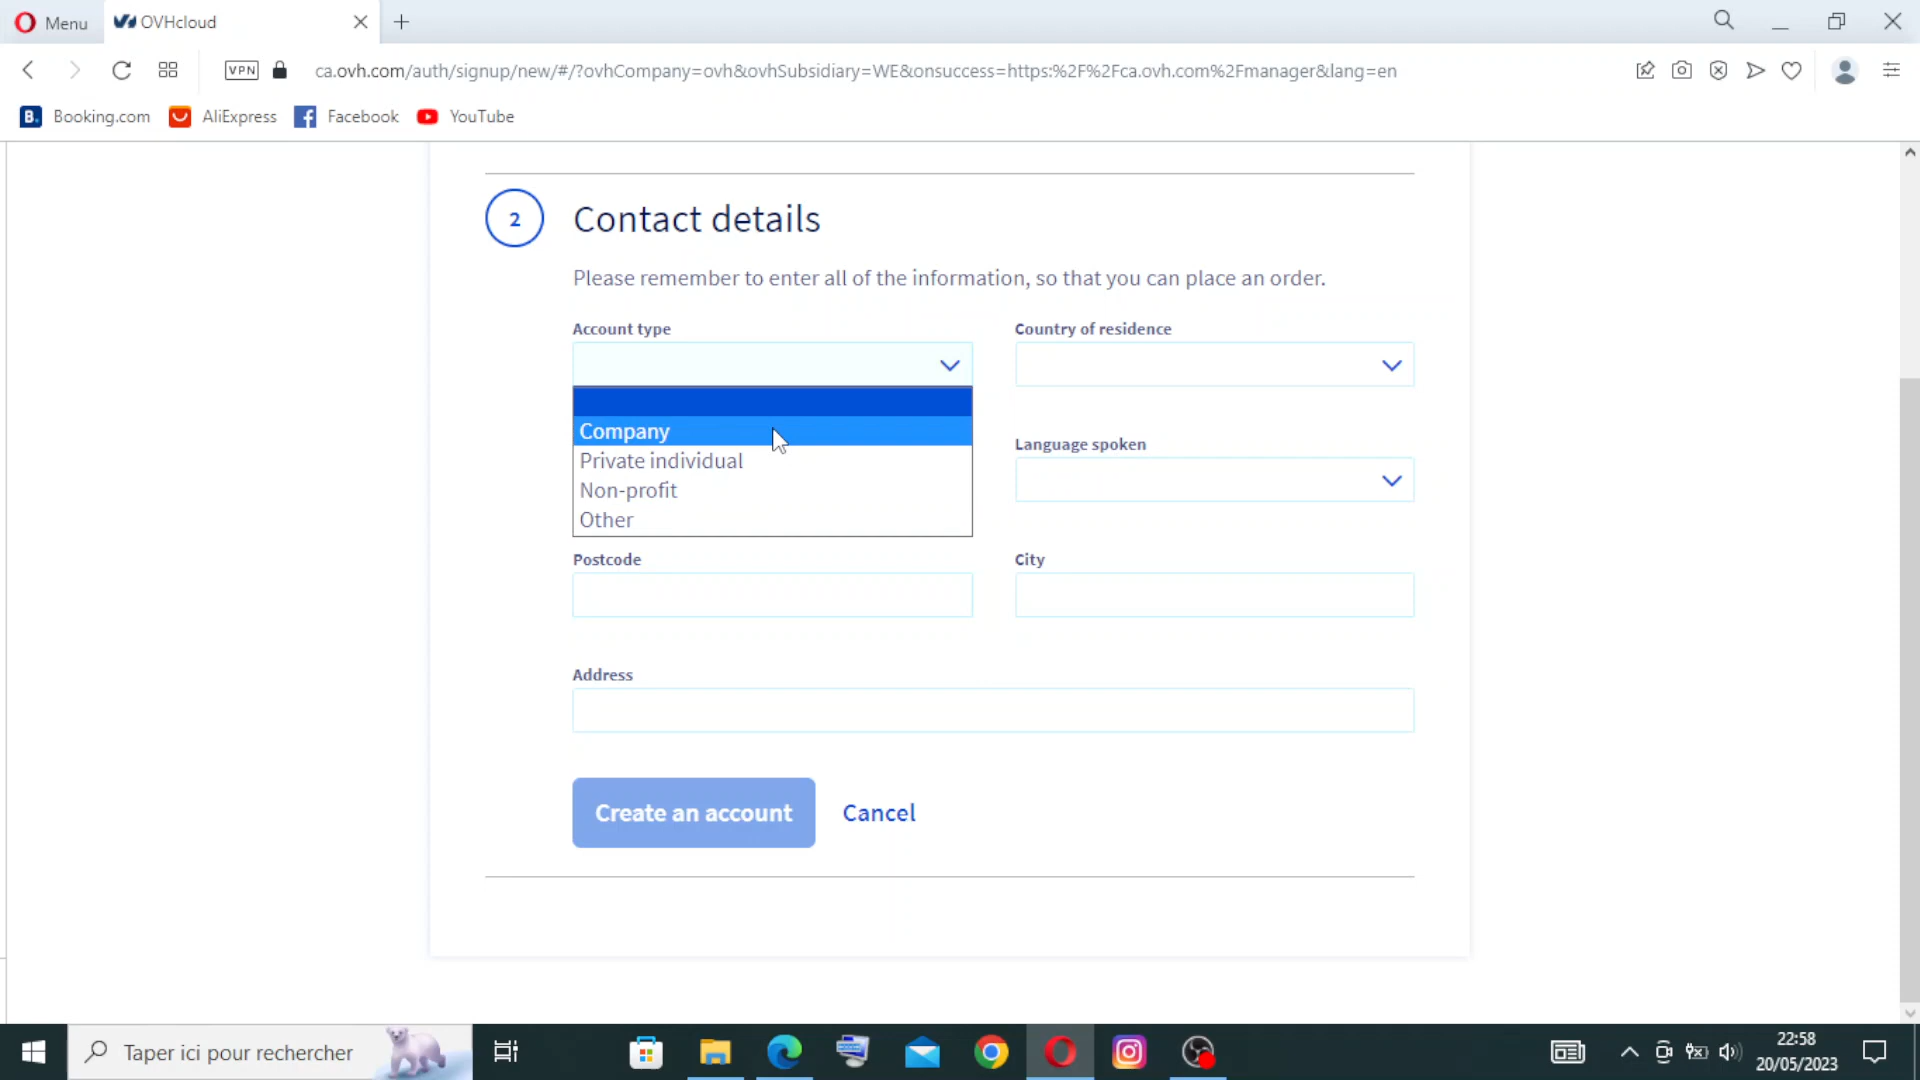 Menu
OVHcloud
VPN
ca.ovh.com/auth/signup/new/#/?ovhCompany=ovh&ovhSubsidiary=WE&onsuccess=https:%2F%2Fca.ovh.com%2Fmanager&lang=en
B. Booking.com
AliExpress
Facebook
YouTube
2
Contact details
Please remember to enter all of the information, so that you can place an order.
Account type
Country of residence
Company
Private individual
Non-profit
Other
Language spoken
Postcode
City
Address
Create an account
Cancel
Taper ici pour rechercher
22:58
20/05/2023